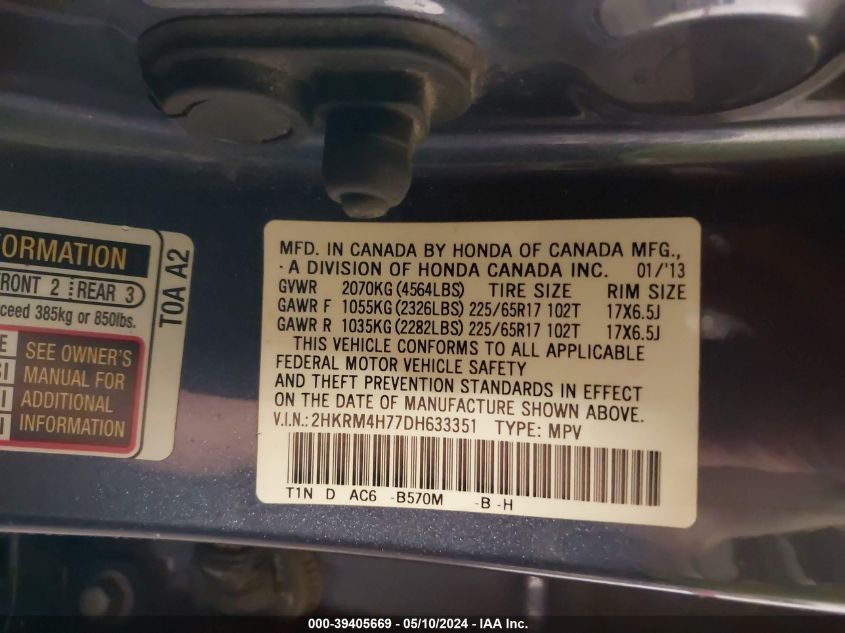 FORMATION
FRONT 2 REAR 3
exceed 385kg or 850lbs.
SEE OWNER'S
MANUAL FOR
ADDITIONAL
INFORMATION
T0A A2
MFD. IN CANADA BY HONDA OF CANADA MFG.,
A DIVISION OF HONDA CANADA INC. 01/'13
GVWR 2070KG (4564LBS) TIRE SIZE RIM SIZE
GAWR F 1055KG (2326LBS) 225/65R17 102T 17X6.5J
GAWR R 1035KG (2282LBS) 225/65R17 102T 17X6.5J
THIS VEHICLE CONFORMS TO ALL APPLICABLE
FEDERAL MOTOR VEHICLE SAFETY
AND THEFT PREVENTION STANDARDS IN EFFECT
ON THE DATE OF MANUFACTURE SHOWN ABOVE.
V.I.N.: 2HKRM4H77DH633351 TYPE: MPV
T1N D AC6 -B570M -B -H
000-39405669 - 05/10/2024 - IAA Inc.